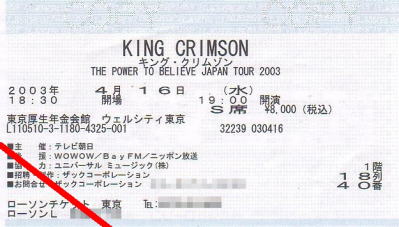 KING CRIMSON
キング・クリムゾン
THE POWER TO BELIEVE JAPAN TOUR 2003
2003年 4月 16日 (水)
18:30 開場 19:00 開演
S席 ¥8,000(税込)
東京厚生年金会館 ウェルシティ東京
L110510-3-1180-4325-001 32239 030416
■主 催:テレビ朝日
援:WOWOW/BayFM/ニッポン放送
力:ユニバーサル ミュージック(株)
■招聘 作:ザックコーポレーション
■お問合せ:ザックコーポレーション
1階
18列
40番
ローソンチケット 東京 TEL:
ローソンL